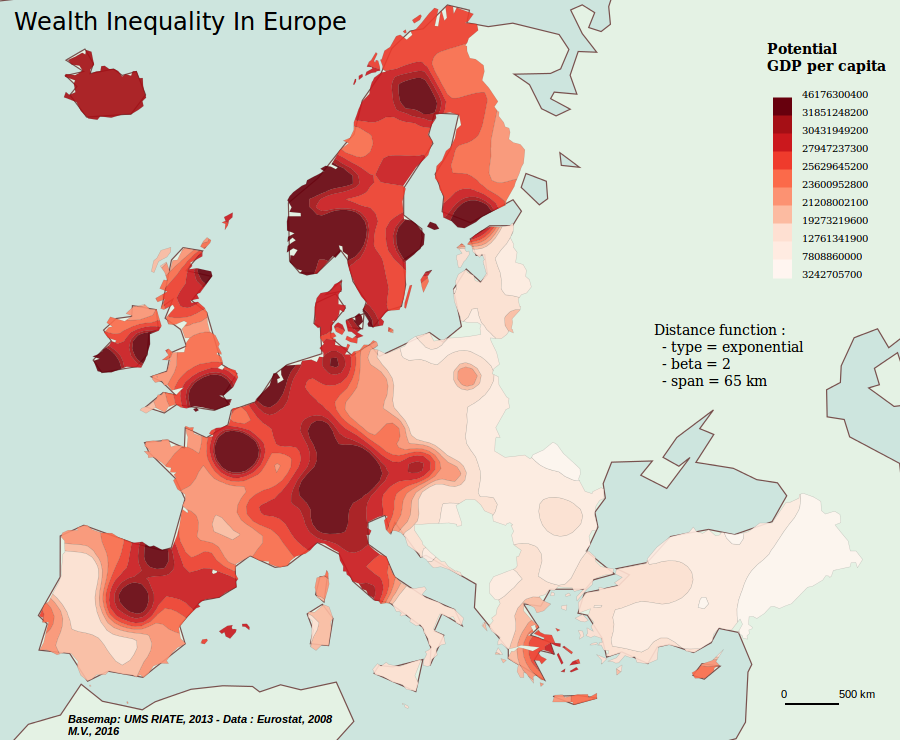 Wealth Inequality In Europe
Potential
GDP per capita
46176300400
31851248200
30431949200
27947237300
25629645200
23600952800
21208002100
19273219600
12761341900
7808860000
3242705700
Distance function :
- type = exponential
- beta = 2
- span = 65 km
0 500 km
Basemap: UMS RIATE, 2013 - Data : Eurostat, 2008
M.V., 2016